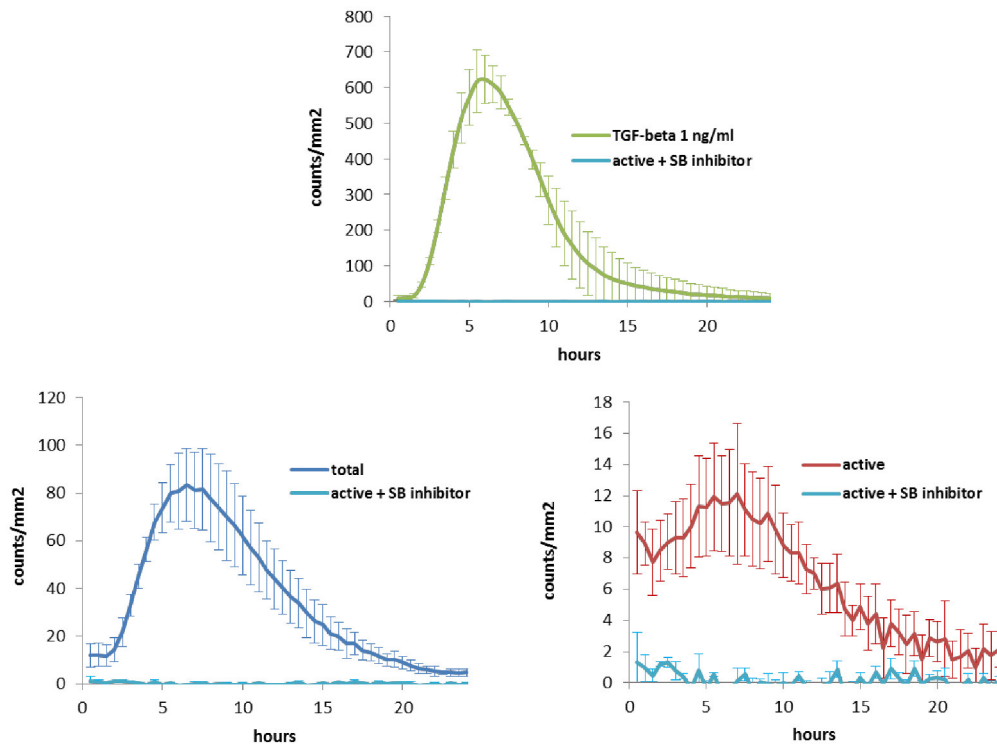 800
700
600
500
400
300
200
100
0
counts/mm2
TGF-beta 1 ng/ml
active + SB inhibitor
0 5 10 15 20
hours
120
100
80
60
40
20
0
counts/mm2
total
active + SB inhibitor
0 5 10 15 20
hours
18
16
14
12
10
8
6
4
2
0
counts/mm2
active
active + SB inhibitor
0 5 10 15 20
hours